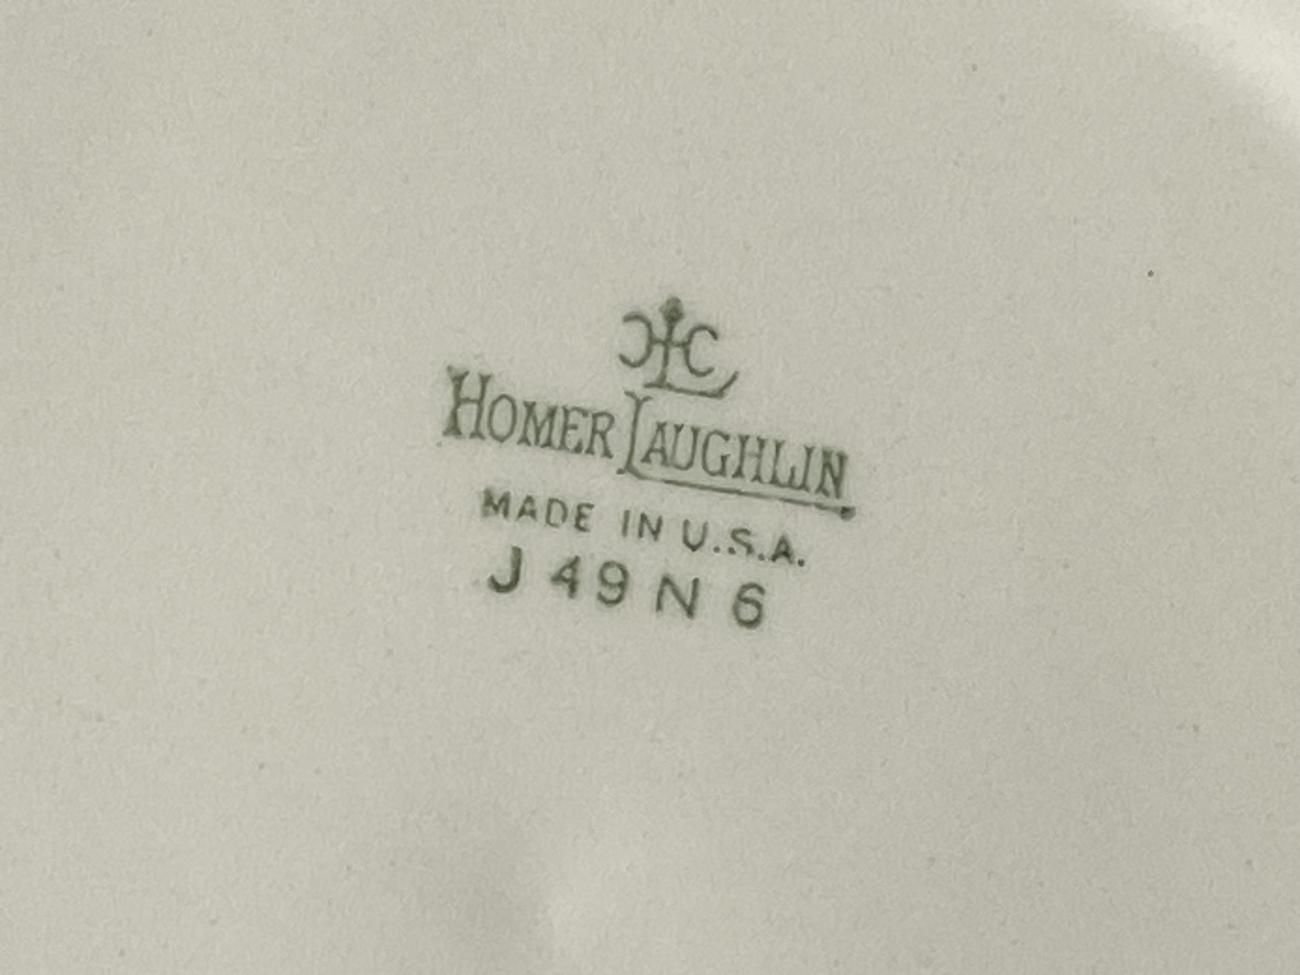 HLC
HOMER LAUGHLIN
MADE IN U.S.A.
J 49 N 6